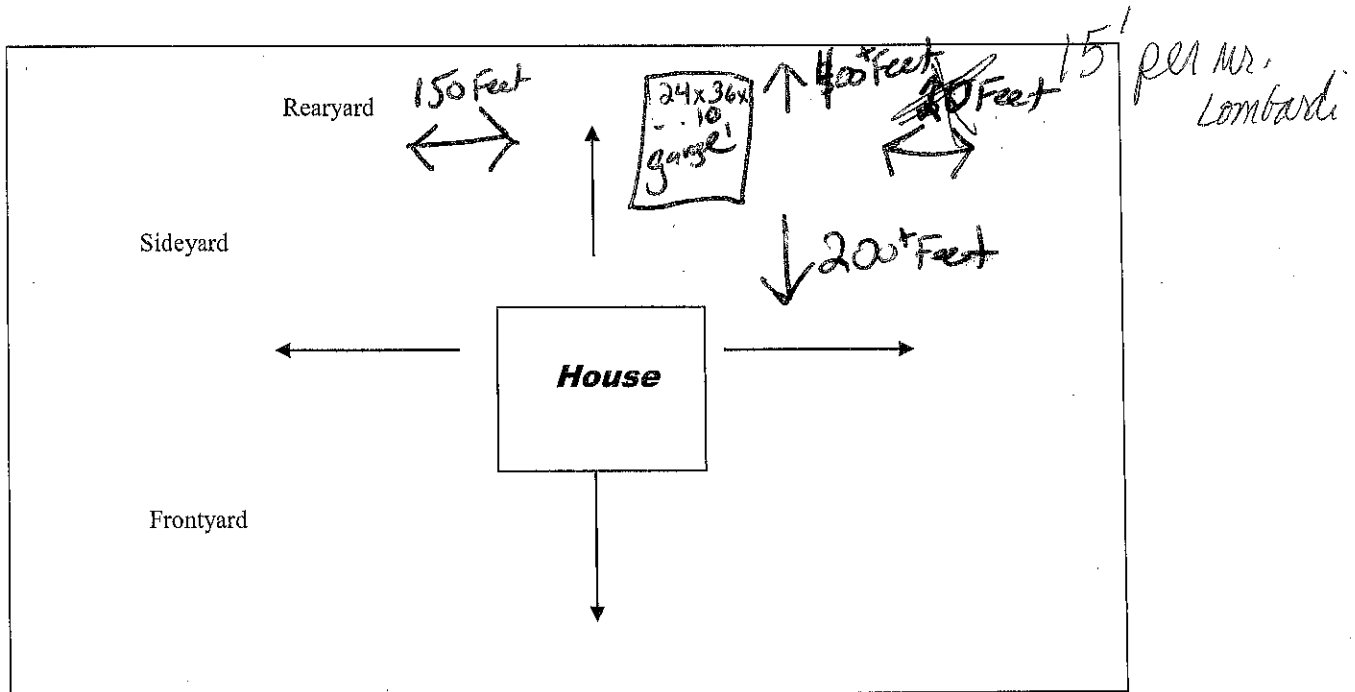 Rearyard
150 Feet
24x36x
10
garage
400+ Feet
Feet
15' per mr.
Lombardi
Sideyard
200+ Feet
House
Frontyard